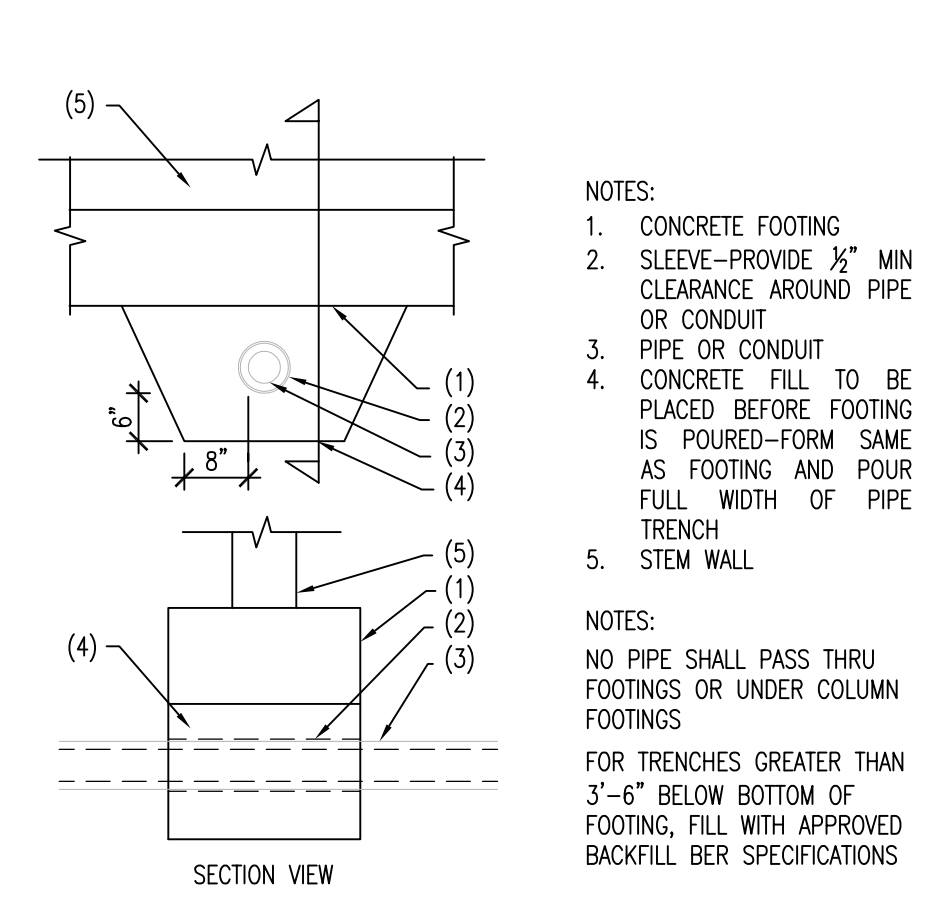 (5)
(1)
(2)
(3)
(4)
6"
8"
(5)
(1)
(2)
(3)
(4)
SECTION VIEW
NOTES:
1. CONCRETE FOOTING
2. SLEEVE-PROVIDE ½" MIN
CLEARANCE AROUND PIPE
OR CONDUIT
3. PIPE OR CONDUIT
4. CONCRETE FILL TO BE
PLACED BEFORE FOOTING
IS POURED-FORM SAME
AS FOOTING AND POUR
FULL WIDTH OF PIPE
TRENCH
5. STEM WALL
NOTES:
NO PIPE SHALL PASS THRU
FOOTINGS OR UNDER COLUMN
FOOTINGS
FOR TRENCHES GREATER THAN
3'-6" BELOW BOTTOM OF
FOOTING, FILL WITH APPROVED
BACKFILL BER SPECIFICATIONS